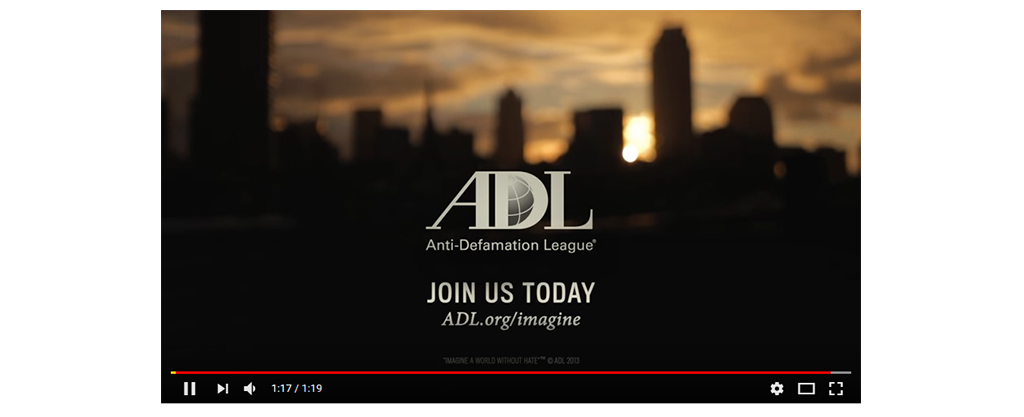 ADL
Anti-Defamation League®
JOIN US TODAY
ADL.org/imagine
"IMAGINE A WORLD WITHOUT HATE"™ © ADL 2013
1:17 / 1:19